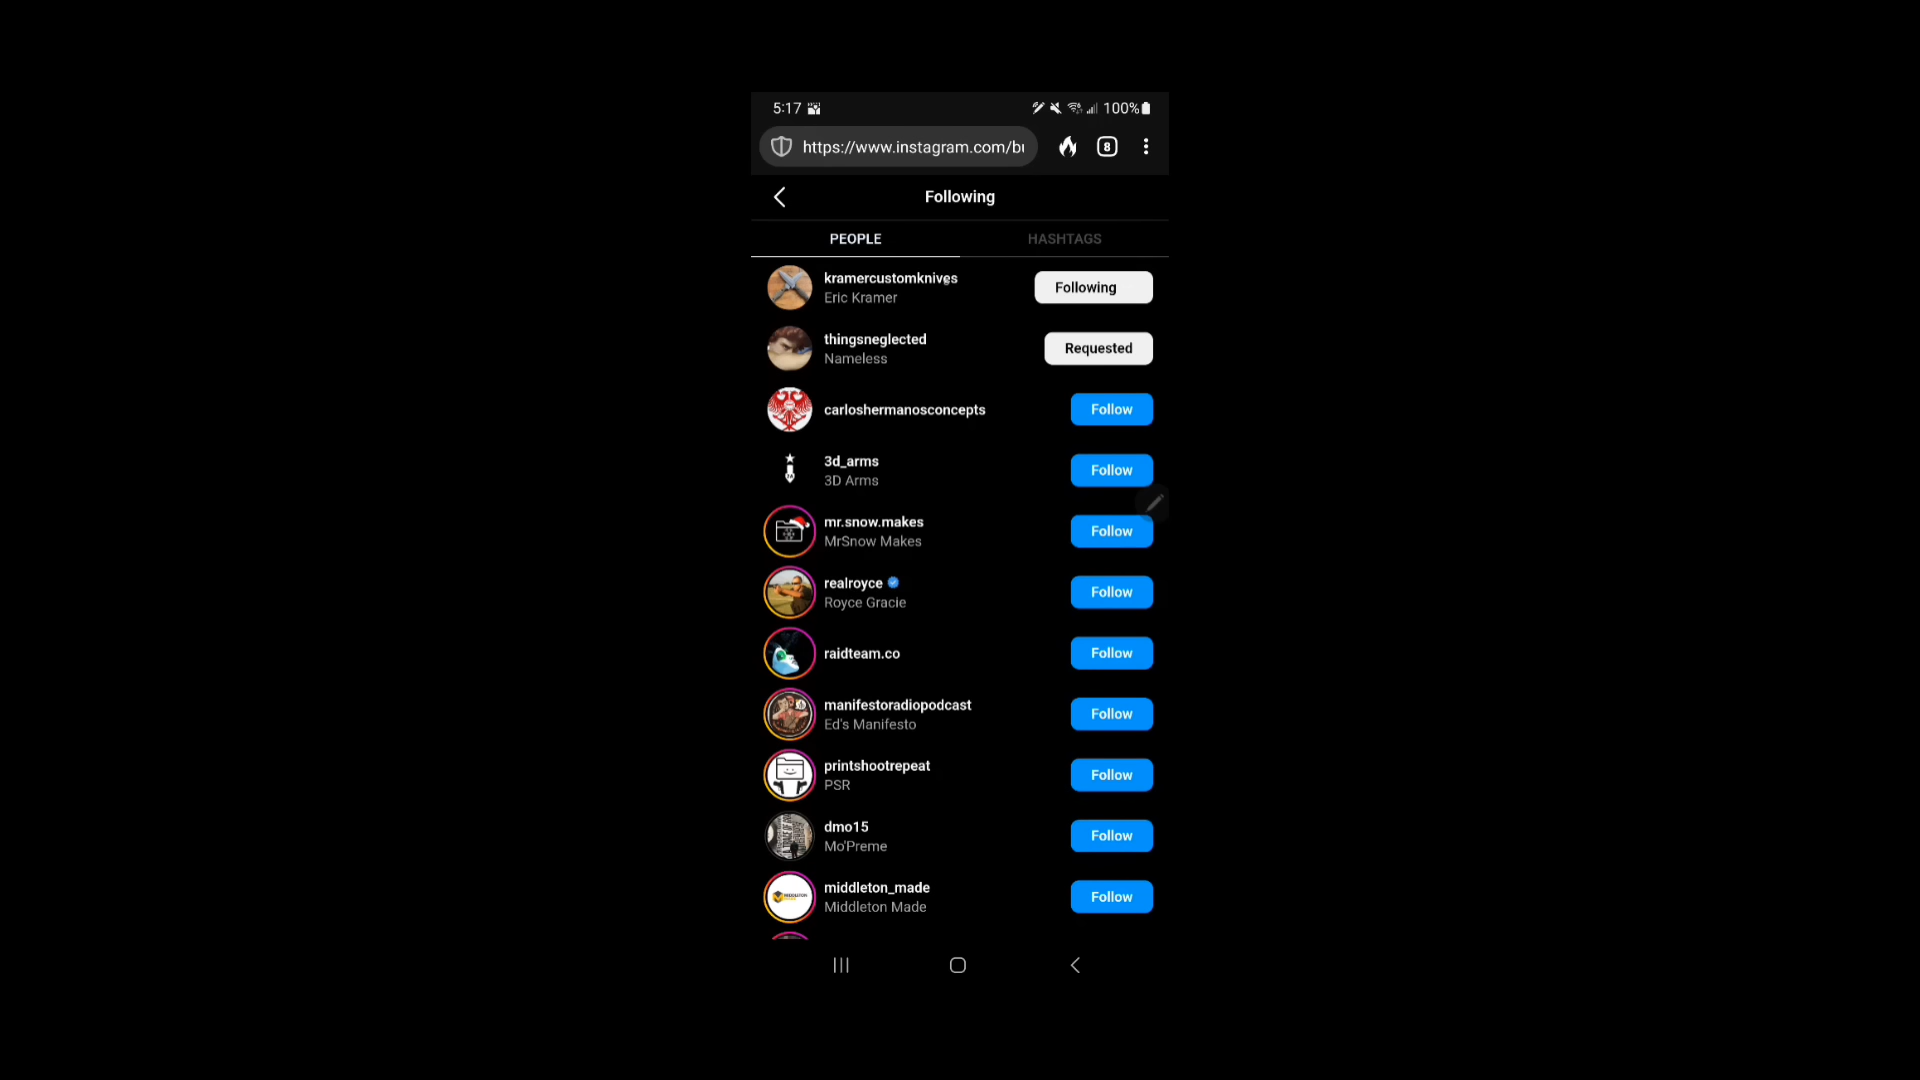 5:17
100%
https://www.instagram.com/bu
8
Following
PEOPLE
HASHTAGS
kramercustomknives
Eric Kramer
Following
thingsneglected
Nameless
Requested
carloshermanosconcepts
Follow
3d_arms
3D Arms
Follow
mr.snow.makes
MrSnow Makes
Follow
realroyce
Royce Gracie
Follow
raidteam.co
Follow
manifestoradiopodcast
Ed's Manifesto
Follow
printshootrepeat
PSR
Follow
dmo15
Mo'Preme
Follow
middleton_made
Middleton Made
Follow